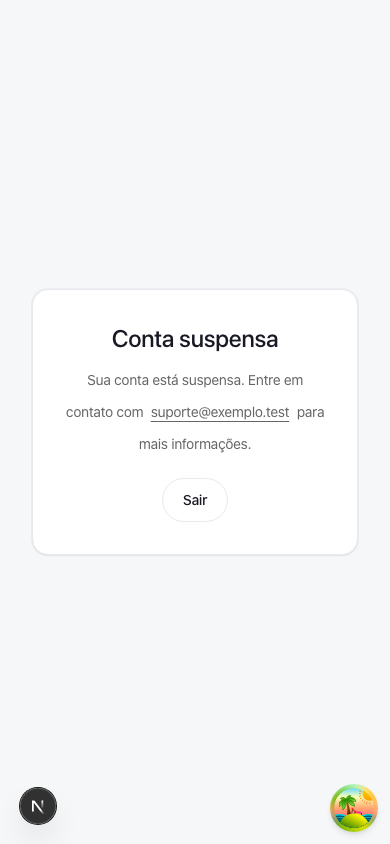 Conta suspensa
Sua conta está suspensa. Entre em
contato com suporte@exemplo.test para
mais informações.
Sair
N